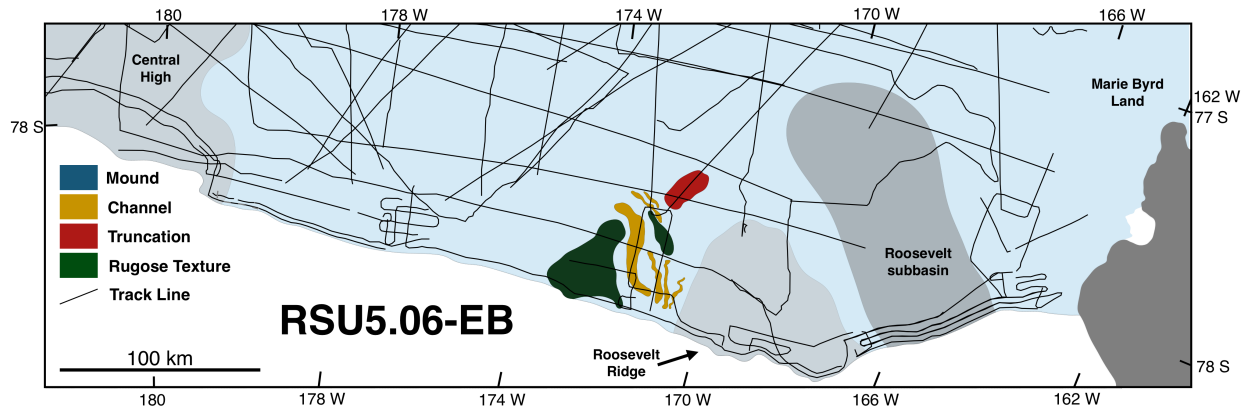 180
178 W
174 W
170 W
166 W
Central
High
Marie Byrd
Land
162 W
77 S
78 S
Mound
Channel
Truncation
Rugose Texture
Track Line
Roosevelt
subbasin
RSU5.06-EB
100 km
Roosevelt
Ridge
78 S
180
178 W
174 W
170 W
166 W
162 W